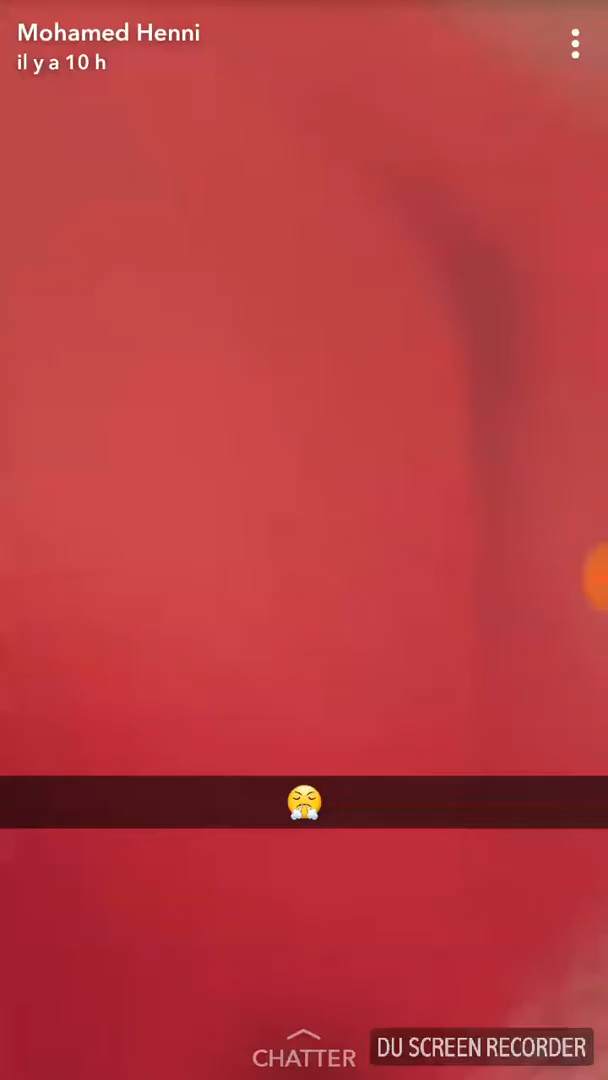 Mohamed Henni
il y a 10 h
😤
CHATTER
DU SCREEN RECORDER